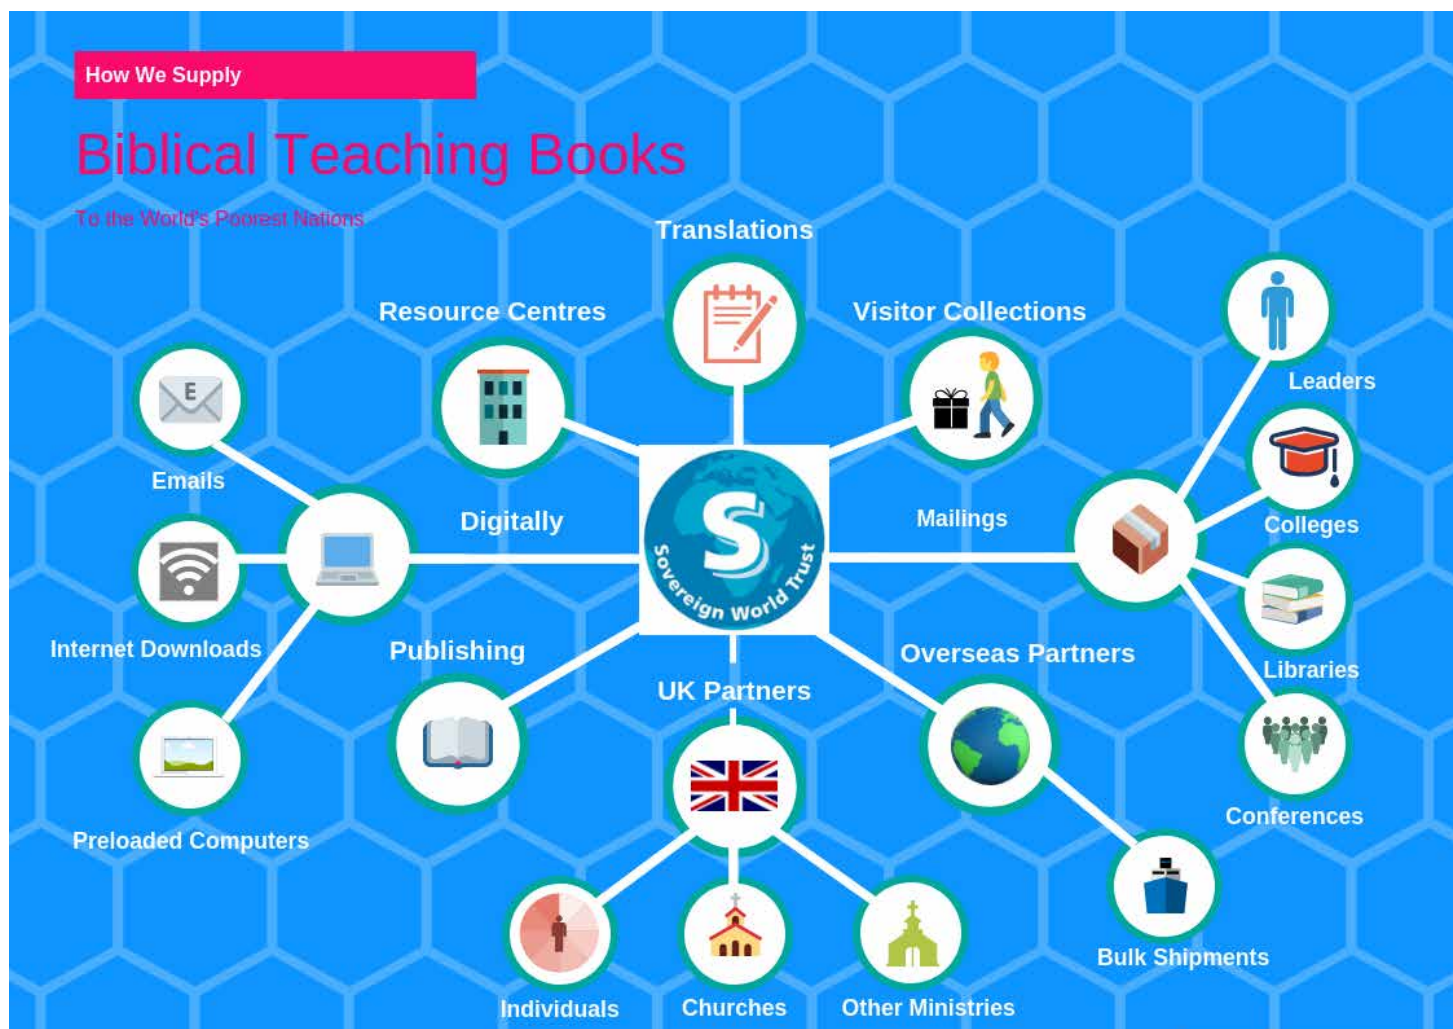 How We Supply
Biblical Teaching Books
To the World's Poorest Nations
Translations
Resource Centres
Visitor Collections
Leaders
Emails
Digitally
Mailings
Colleges
S
Sovereign World Trust
E
Internet Downloads
Publishing
Overseas Partners
Libraries
UK Partners
Preloaded Computers
Conferences
Bulk Shipments
Individuals
Churches
Other Ministries